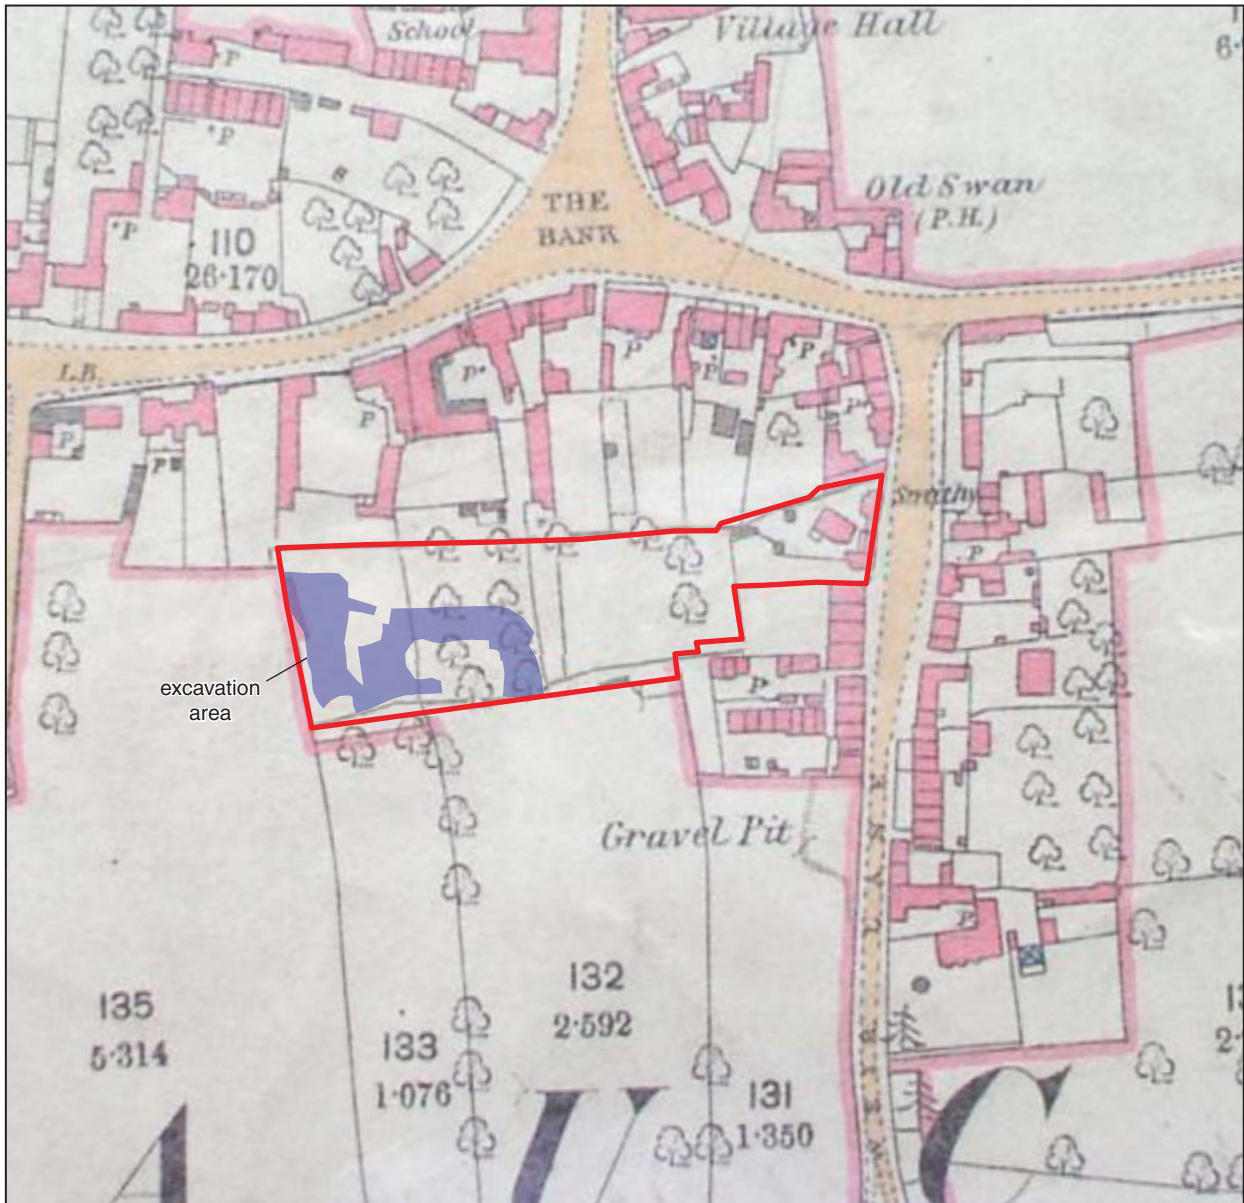 School
Village Hall
P
P
Old Swan
(P.H.)
THE
BANK
P
110
26·170
L.B.
P
P
P
P
P
P
P
P
P
Smithy
P
excavation
area
P
Gravel Pit
P
135
5·314
132
2·592
133
1·076
131
1·350
A
U
C